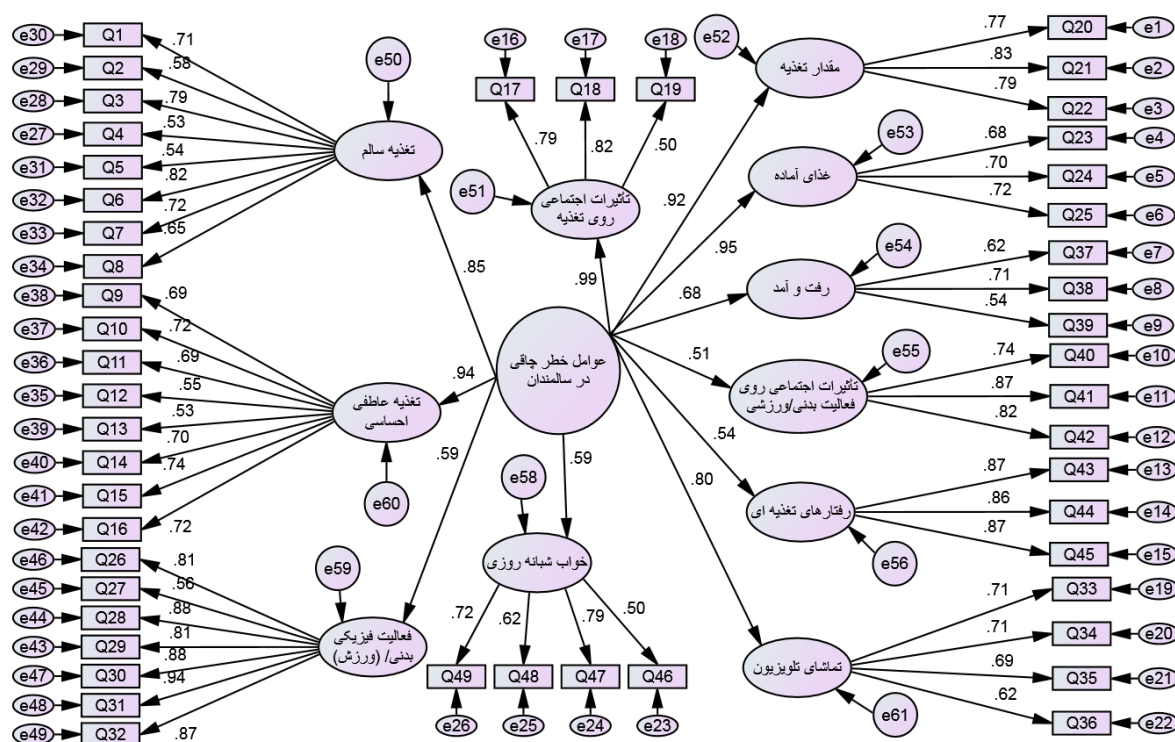 e30 Q1 .71
e29 Q2 .58
e28 Q3 .79
e27 Q4 .53
e31 Q5 .54
e32 Q6 .82
e33 Q7 .72
e34 Q8 .65
e50
تغذیه سالم
e38 Q9 .69
e37 Q10 .72
e36 Q11 .69
e35 Q12 .55
e39 Q13 .53
e40 Q14 .70
e41 Q15 .74
e42 Q16 .72
تغذیه عاطفی
احساسی
e60
e46 Q26 .81
e45 Q27 .56
e44 Q28 .88
e43 Q29 .81
e47 Q30 .88
e48 Q31 .94
e49 Q32 .87
e59
فعالیت فیزیکی
بدنی/ (ورزش)
e16 e17 e18
Q17 Q18 Q19
.79 .82 .50
e51
تأثیرات اجتماعی
روی تغذیه
.85
.94
.59
.99
.59
عوامل خطر چاقی
در سالمندان
.92
.95
.68
.51
.54
.80
e58
خواب شبانه روزی
.72 .62 .79 .50
Q49 Q48 Q47 Q46
e26 e25 e24 e23
e52
مقدار تغذیه
.77 Q20 e1
.83 Q21 e2
.79 Q22 e3
e53
غذای آماده
.68 Q23 e4
.70 Q24 e5
.72 Q25 e6
e54
رفت و آمد
.62 Q37 e7
.71 Q38 e8
.54 Q39 e9
e55
تأثیرات اجتماعی روی
فعالیت بدنی/ورزشی
.74 Q40 e10
.87 Q41 e11
.82 Q42 e12
رفتارهای تغذیه ای
e56
.87 Q43 e13
.86 Q44 e14
.87 Q45 e15
تماشای تلویزیون
e61
.71 Q33 e19
.71 Q34 e20
.69 Q35 e21
.62 Q36 e22